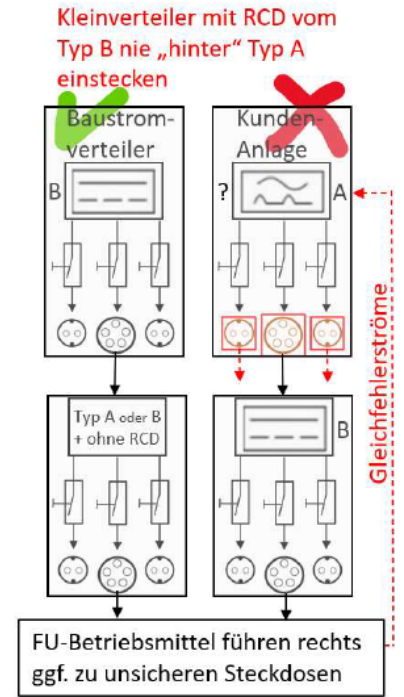 Kleinverteiler mit RCD vom
Typ B nie „hinter“ Typ A
einstecken
Baustrom-
verteiler
B
Kunden-
Anlage
?
A
Gleichfehlerströme
Typ A oder B
+ ohne RCD
B
FU-Betriebsmittel führen rechts
ggf. zu unsicheren Steckdosen